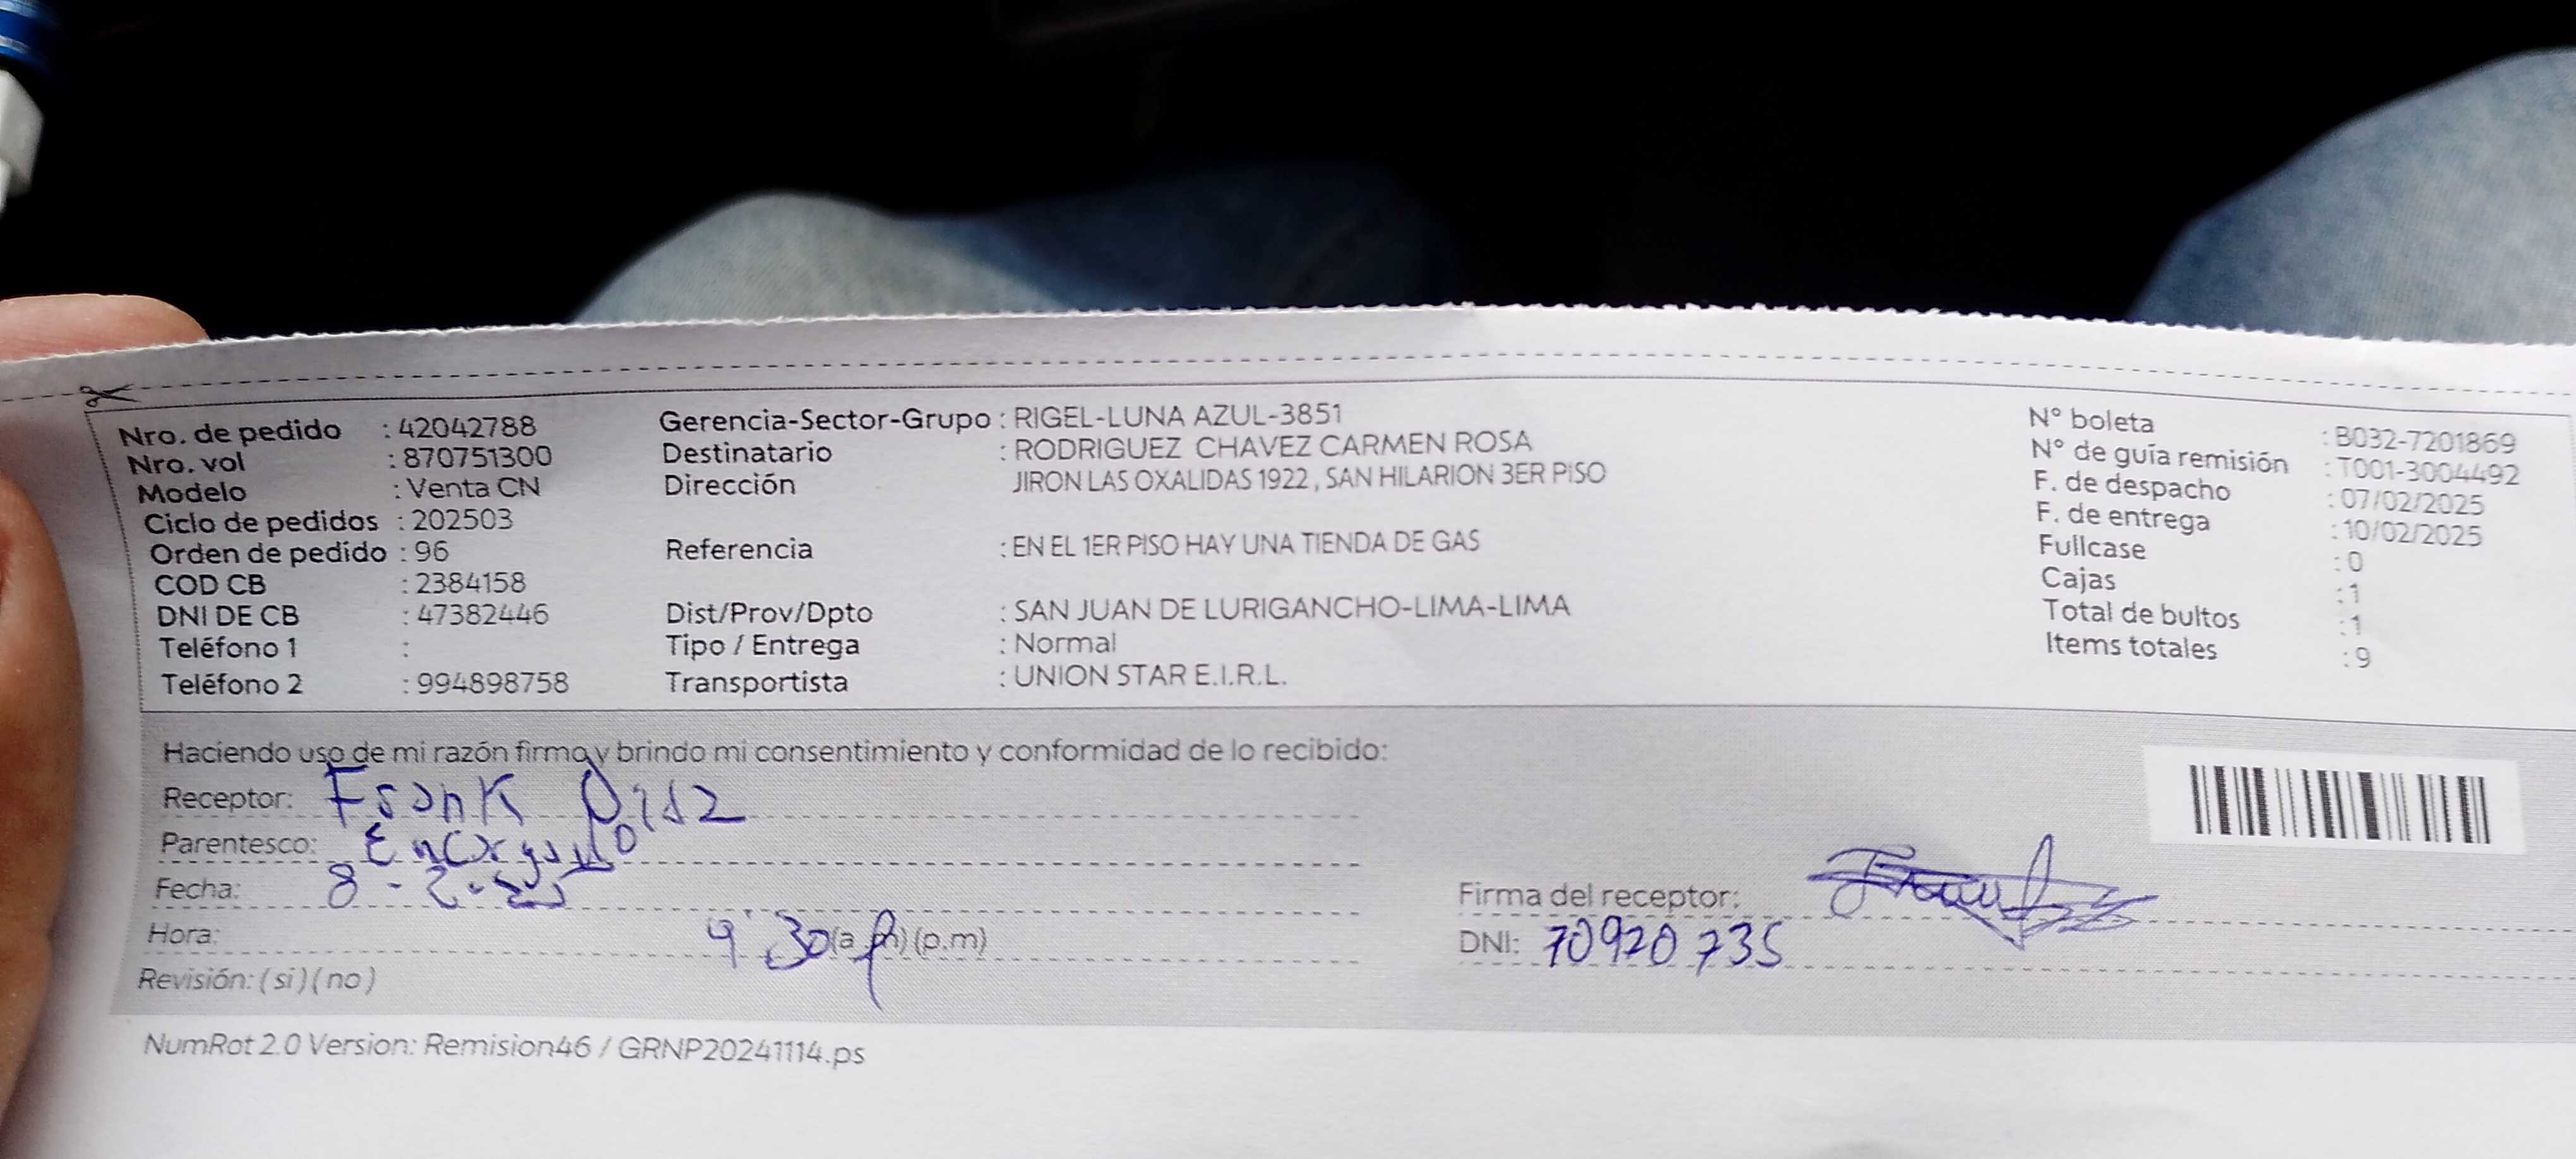 Nro. de pedido : 42042788
Nro. vol : 870751300
Modelo : Venta CN
Ciclo de pedidos : 202503
Orden de pedido : 96
COD CB : 2384158
DNI DE CB : 47382446
Teléfono 1 :
Teléfono 2 : 994898758
Gerencia-Sector-Grupo : RIGEL-LUNA AZUL-3851
Destinatario : RODRIGUEZ CHAVEZ CARMEN ROSA
Dirección JIRON LAS OXALIDAS 1922 , SAN HILARION 3ER PISO
Referencia : EN EL 1ER PISO HAY UNA TIENDA DE GAS
Dist/Prov/Dpto : SAN JUAN DE LURIGANCHO-LIMA-LIMA
Tipo / Entrega : Normal
Transportista : UNION STAR E.I.R.L.
N° boleta : B032-7201869
N° de guía remisión : T001-3004492
F. de despacho : 07/02/2025
F. de entrega : 10/02/2025
Fullcase : 0
Cajas : 1
Total de bultos : 1
Items totales : 9
Haciendo uso de mi razón firmo y brindo mi consentimiento y conformidad de lo recibido:
Receptor: Frank Diaz
Parentesco: Encargado
Fecha: 8-2-25
Hora: 4:30 (a.m) (p.m)
Revisión: (si) (no)
Firma del receptor:
DNI: 70920735
NumRot 2.0 Version: Remision46 / GRNP20241114.ps